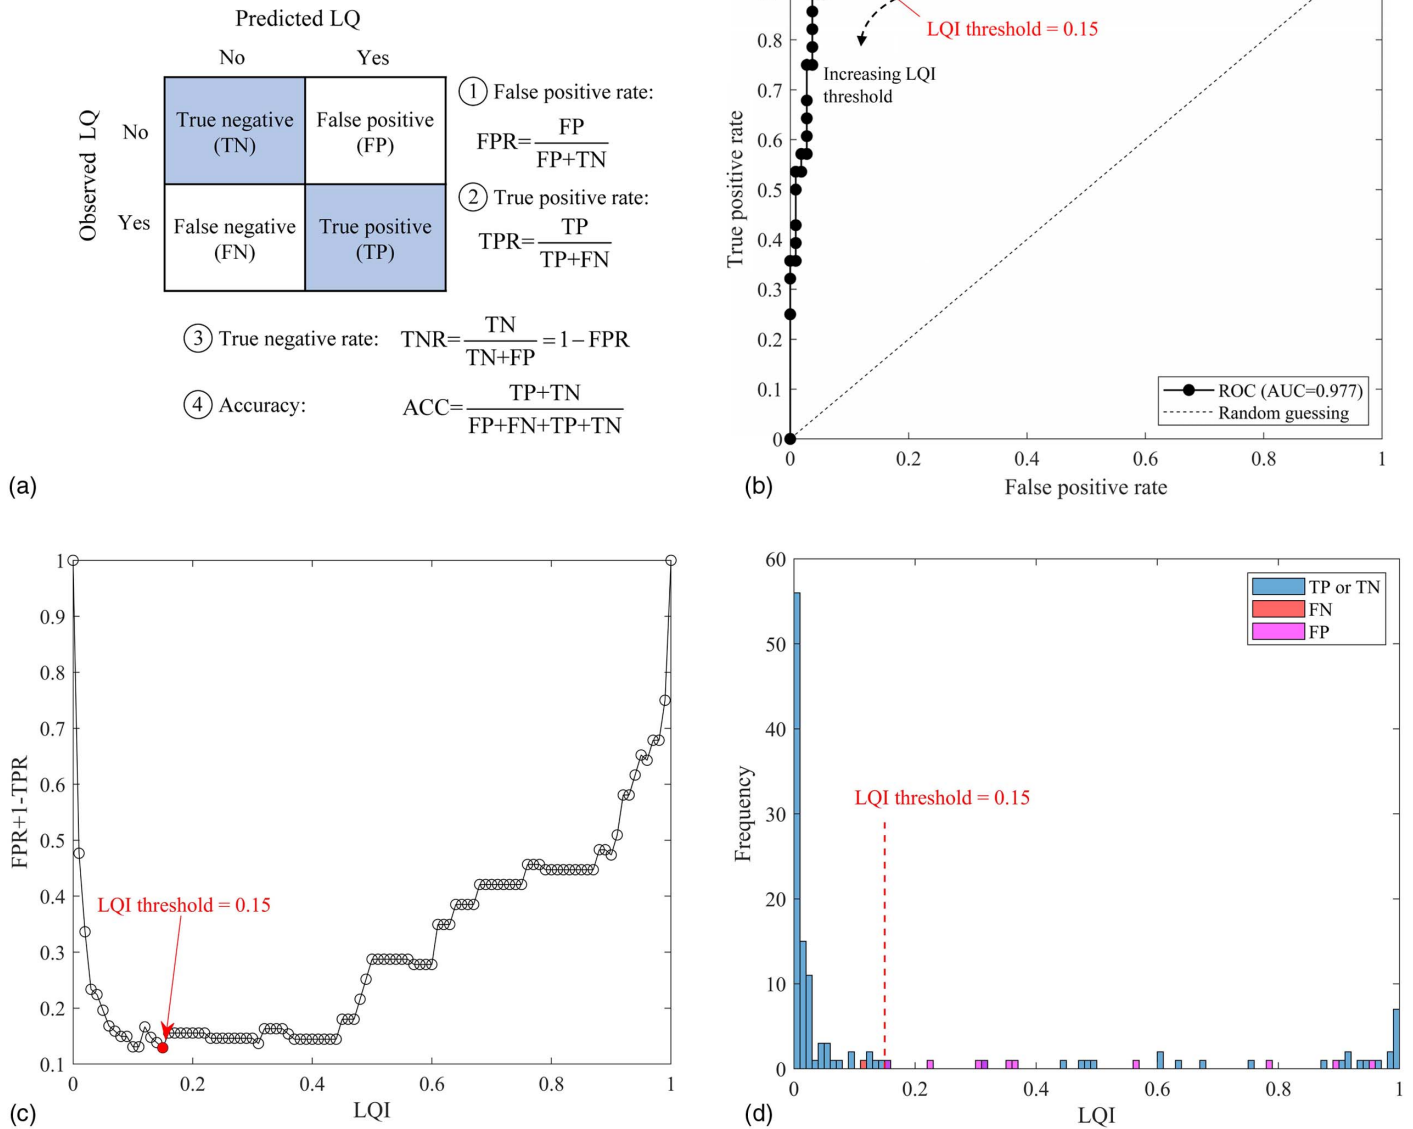 Predicted LQ
No Yes
Observed LQ
No
True negative
(TN)
False positive
(FP)
Yes
False negative
(FN)
True positive
(TP)
① False positive rate:
FPR= FP
FP+TN
② True positive rate:
TPR= TP
TP+FN
③ True negative rate: TNR= TN
TN+FP
=1−FPR
④ Accuracy: ACC= TP+TN
FP+FN+TP+TN
(a)
LQI threshold = 0.15
Increasing LQI
threshold
True positive rate
0.8
0.7
0.6
0.5
0.4
0.3
0.2
0.1
0
ROC (AUC=0.977)
Random guessing
0 0.2 0.4 0.6 0.8 1
False positive rate
(b)
FPR+1-TPR
1
0.9
0.8
0.7
0.6
0.5
0.4
0.3
0.2
0.1
LQI threshold = 0.15
0 0.2 0.4 0.6 0.8 1
LQI
(c)
Frequency
60
50
40
30
20
10
0
TP or TN
FN
FP
LQI threshold = 0.15
0 0.2 0.4 0.6 0.8 1
LQI
(d)